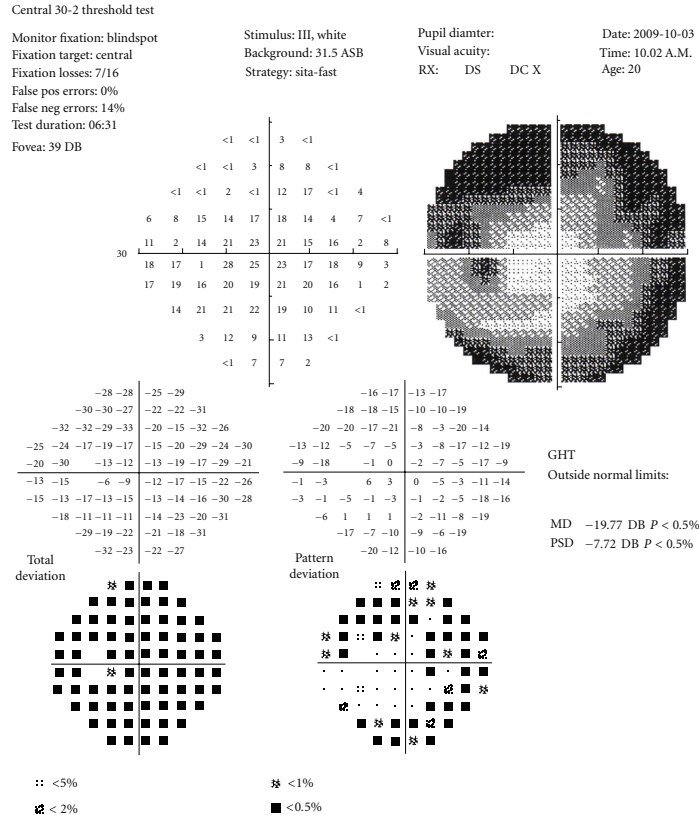 Central 30-2 threshold test
Monitor fixation: blindspot
Fixation target: central
Fixation losses: 7/16
False pos errors: 0%
False neg errors: 14%
Test duration: 06:31
Fovea: 39 DB
Stimulus: III, white
Background: 31.5 ASB
Strategy: sita-fast
Pupil diamter:
Visual acuity:
RX: DS DC X
Date: 2009-10-03
Time: 10.02 A.M.
Age: 20
<1 <1 3 <1
<1 <1 3 8 8 <1
<1 <1 2 <1 12 17 <1 4
6 8 15 14 17 18 14 4 7 <1
11 2 14 21 23 21 15 16 2 8
30
18 17 1 28 25 23 17 18 9 3
17 19 16 20 19 21 20 16 1 2
14 21 21 22 19 10 11 <1
3 12 9 11 13 <1
<1 7 7 2
−28 −28 −25 −29
−30 −30 −27 −22 −22 −31
−32 −32 −29 −33 −20 −15 −32 −26
−25 −24 −17 −19 −17 −15 −20 −29 −24 −30
−20 −30 −13 −12 −13 −19 −17 −29 −21
−13 −15 −6 −9 −12 −17 −15 −22 −26
−15 −13 −17 −13 −15 −13 −14 −16 −30 −28
−18 −11 −11 −11 −14 −23 −20 −31
−29 −19 −22 −21 −18 −31
−32 −23 −22 −27
Total
deviation
−16 −17 −13 −17
−18 −18 −15 −10 −10 −19
−20 −20 −17 −21 −8 −3 −20 −14
−13 −12 −5 −7 −5 −3 −8 −17 −12 −19
−9 −18 −1 0 −2 −7 −5 −17 −9
−1 −3 6 3 0 −5 −3 −11 −14
−3 −1 −5 −1 −3 −1 −2 −5 −18 −16
−6 1 1 1 −2 −11 −8 −19
−17 −7 −10 −9 −6 −19
−20 −12 −10 −16
Pattern
deviation
GHT
Outside normal limits:
MD −19.77 DB P < 0.5%
PSD −7.72 DB P < 0.5%
<5%
< 2%
<1%
<0.5%